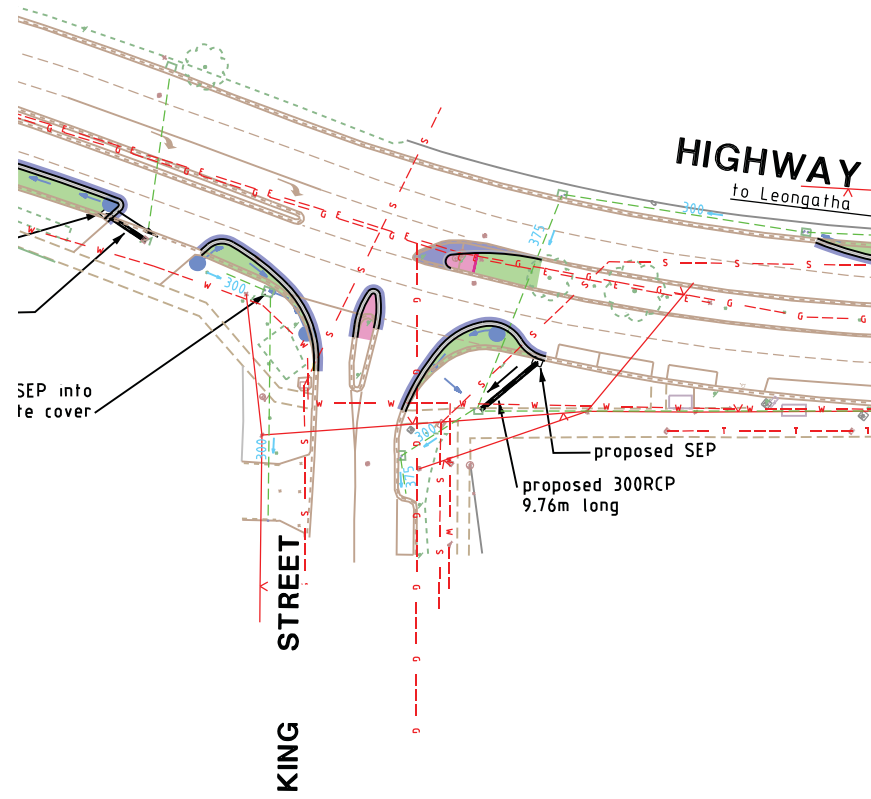 HIGHWAY
to Leongatha
300
375
300
SEP into
te cover
300
300
375
proposed SEP
proposed 300RCP
9.76m long
KING STREET